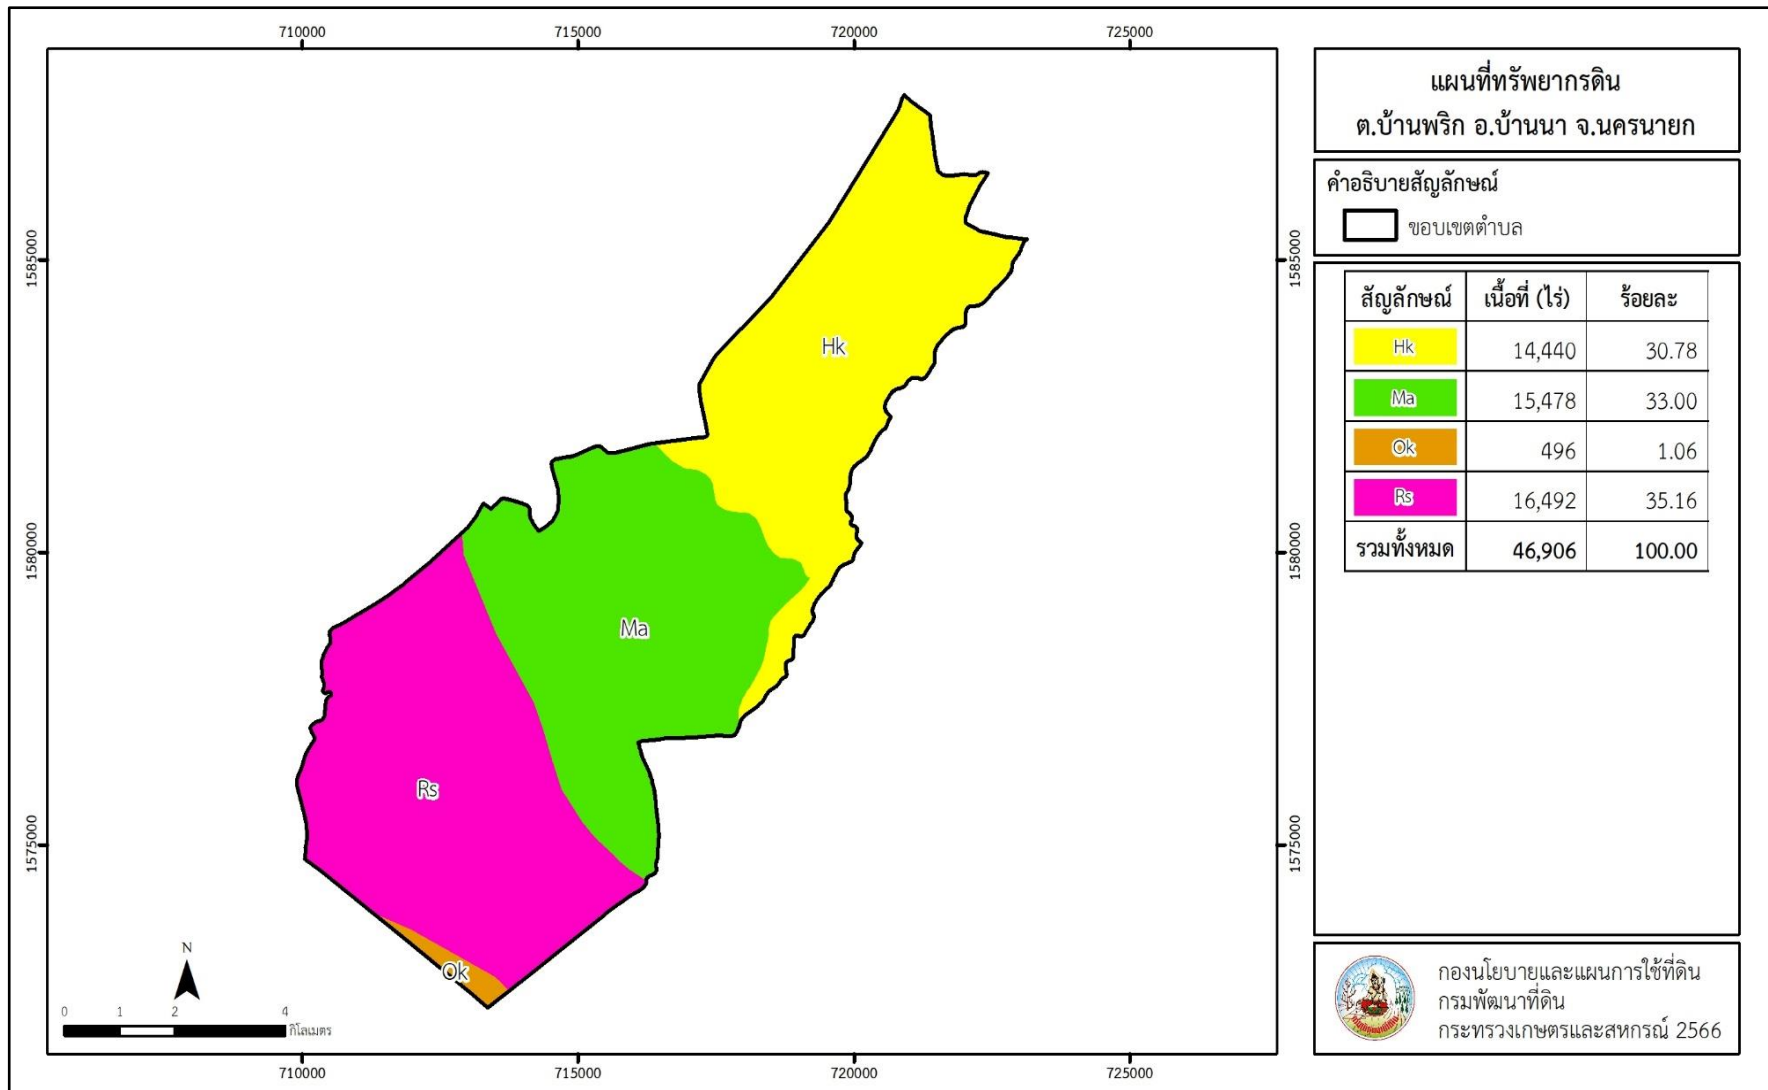 710000 715000 720000 725000
1585000 1585000
1580000 1580000
1575000 1575000
710000 715000 720000 725000
Hk
Ma
Rs
Ok
N
0 1 2 4
กิโลเมตร
แผนที่ทรัพยากรดิน
ต.บ้านพริก อ.บ้านนา จ.นครนายก
คำอธิบายสัญลักษณ์
ขอบเขตตำบล
สัญลักษณ์ เนื้อที่ (ไร่) ร้อยละ
Hk 14,440 30.78
Ma 15,478 33.00
Ok 496 1.06
Rs 16,492 35.16
รวมทั้งหมด 46,906 100.00
กองนโยบายและแผนการใช้ที่ดิน
กรมพัฒนาที่ดิน
กระทรวงเกษตรและสหกรณ์ 2566